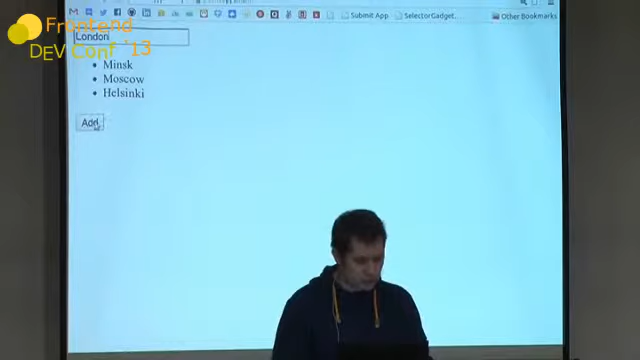 Frontend
DEV Conf '13
Submit App
SelectorGadget...
Other Bookmarks
London
Minsk
Moscow
Helsinki
Add